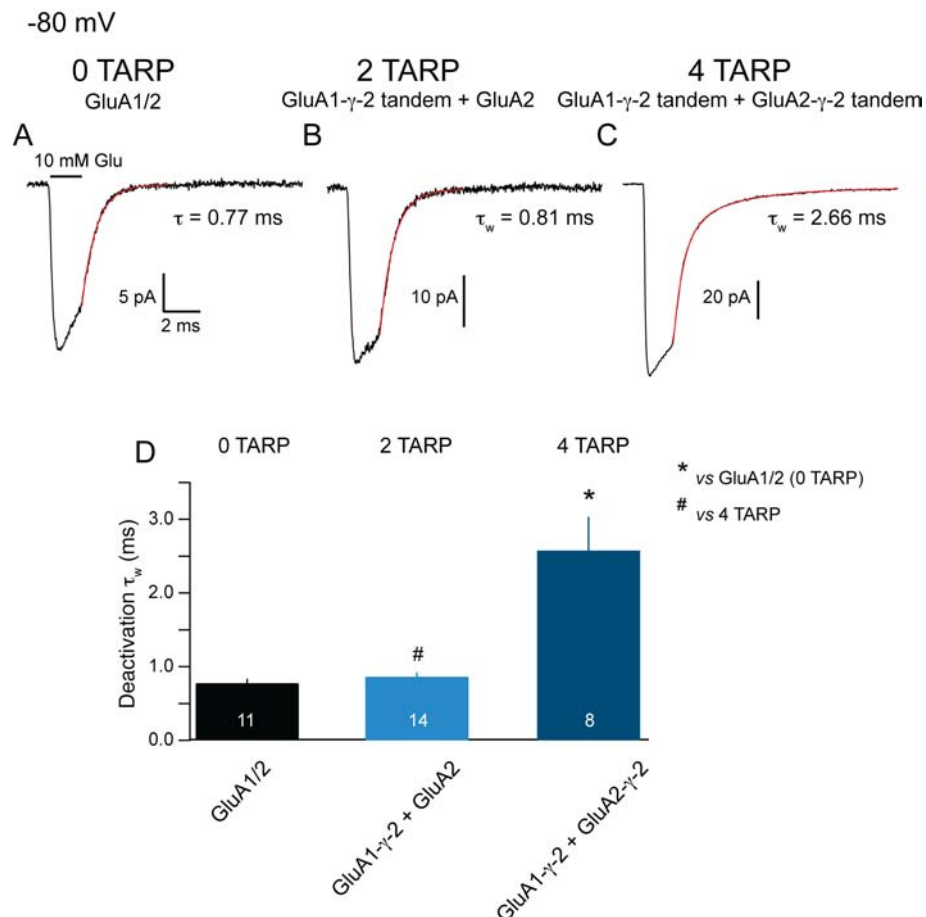 -80 mV
0 TARP
GluA1/2
2 TARP
GluA1-γ-2 tandem + GluA2
4 TARP
GluA1-γ-2 tandem + GluA2-γ-2 tandem
A
10 mM Glu
τ = 0.77 ms
5 pA
2 ms
B
τw = 0.81 ms
10 pA
C
τw = 2.66 ms
20 pA
D
0 TARP
2 TARP
4 TARP
* vs GluA1/2 (0 TARP)
# vs 4 TARP
Deactivation τw (ms)
3.0
2.0
1.0
0.0
*
#
11
14
8
GluA1/2
GluA1-γ-2 + GluA2
GluA1-γ-2 + GluA2-γ-2